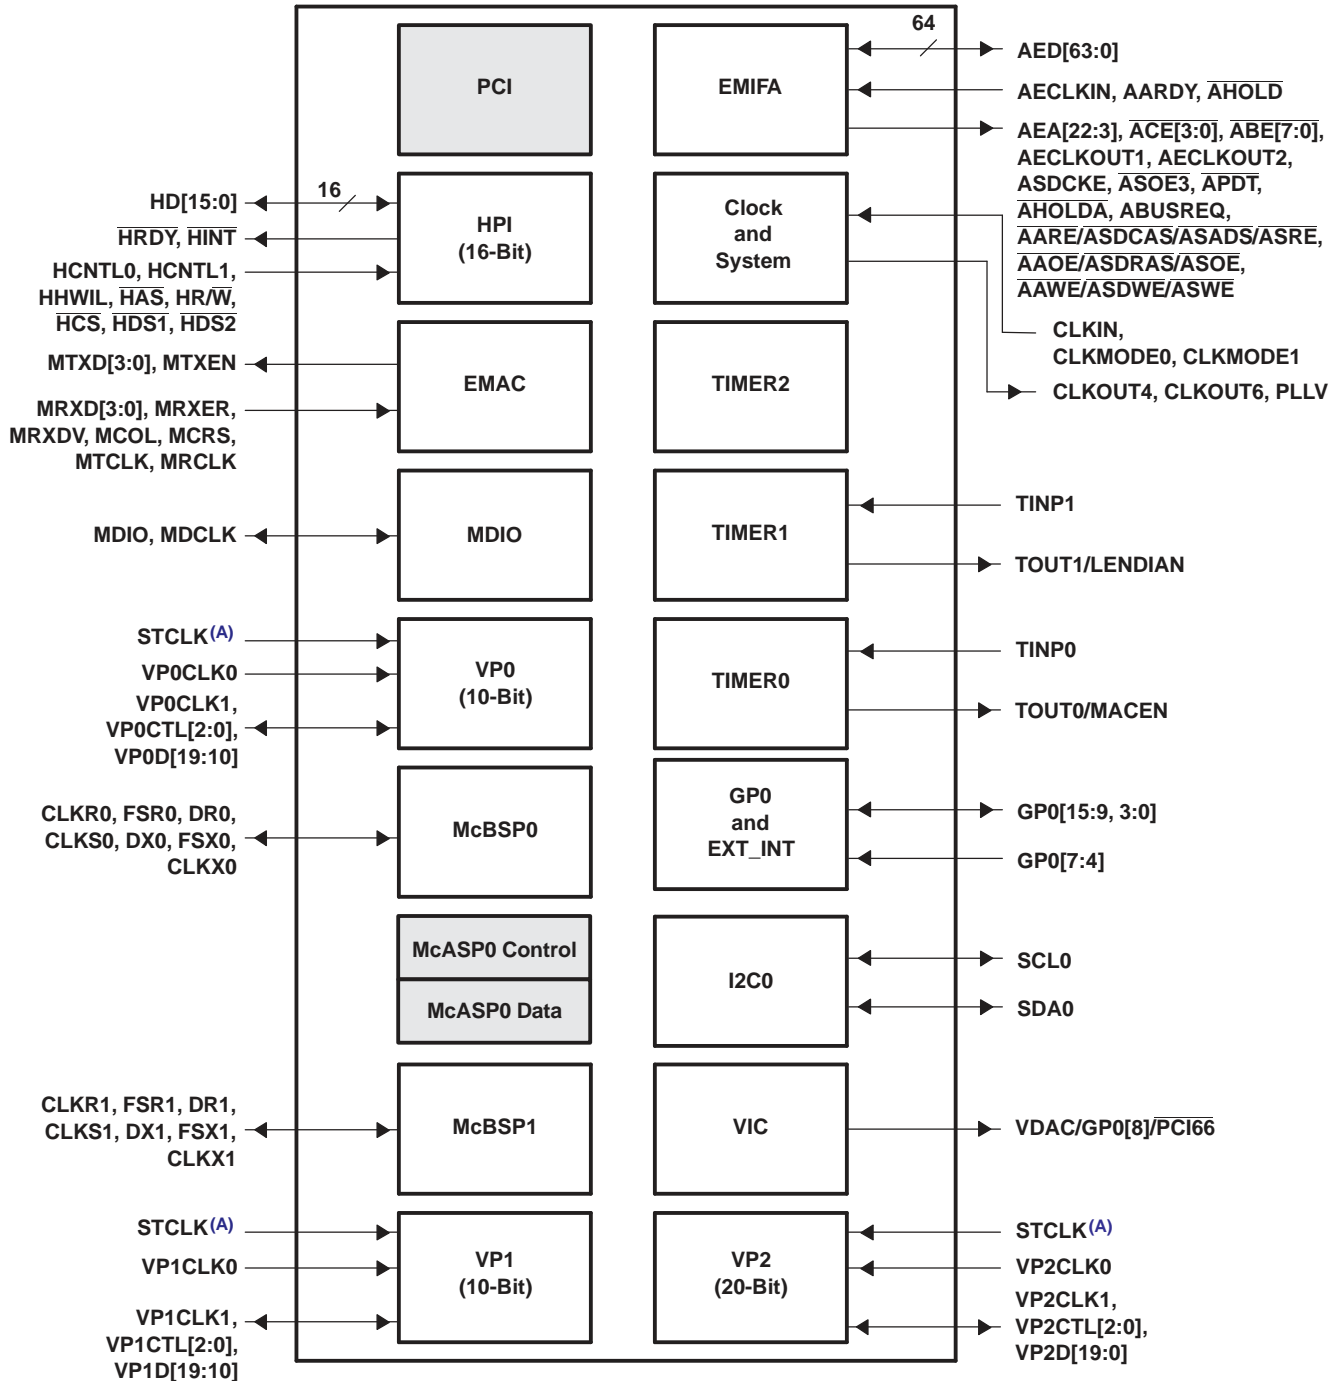 64
PCI
EMIFA
AED[63:0]
AECLKIN, AARDY, AHOLD
AEA[22:3], ACE[3:0], ABE[7:0],
AECLKOUT1, AECLKOUT2,
ASDCKE, ASOE3, APDT,
AHOLDA, ABUSREQ,
AARE/ASDCAS/ASADS/ASRE,
AAOE/ASDRAS/ASOE,
AAWE/ASDWE/ASWE
HD[15:0]
16
HRDY, HINT
HCNTL0, HCNTL1,
HHWIL, HAS, HR/W,
HCS, HDS1, HDS2
HPI
(16-Bit)
Clock
and
System
CLKIN,
CLKMODE0, CLKMODE1
CLKOUT4, CLKOUT6, PLLV
MTXD[3:0], MTXEN
MRXD[3:0], MRXER,
MRXDV, MCOL, MCRS,
MTCLK, MRCLK
EMAC
TIMER2
MDIO, MDCLK
MDIO
TIMER1
TINP1
TOUT1/LENDIAN
STCLK(A)
VP0CLK0
VP0CLK1,
VP0CTL[2:0],
VP0D[19:10]
VP0
(10-Bit)
TIMER0
TINP0
TOUT0/MACEN
CLKR0, FSR0, DR0,
CLKS0, DX0, FSX0,
CLKX0
McBSP0
GP0
and
EXT_INT
GP0[15:9, 3:0]
GP0[7:4]
McASP0 Control
McASP0 Data
I2C0
SCL0
SDA0
CLKR1, FSR1, DR1,
CLKS1, DX1, FSX1,
CLKX1
McBSP1
VIC
VDAC/GP0[8]/PCI66
STCLK(A)
VP1CLK0
VP1CLK1,
VP1CTL[2:0],
VP1D[19:10]
VP1
(10-Bit)
VP2
(20-Bit)
STCLK(A)
VP2CLK0
VP2CLK1,
VP2CTL[2:0],
VP2D[19:0]